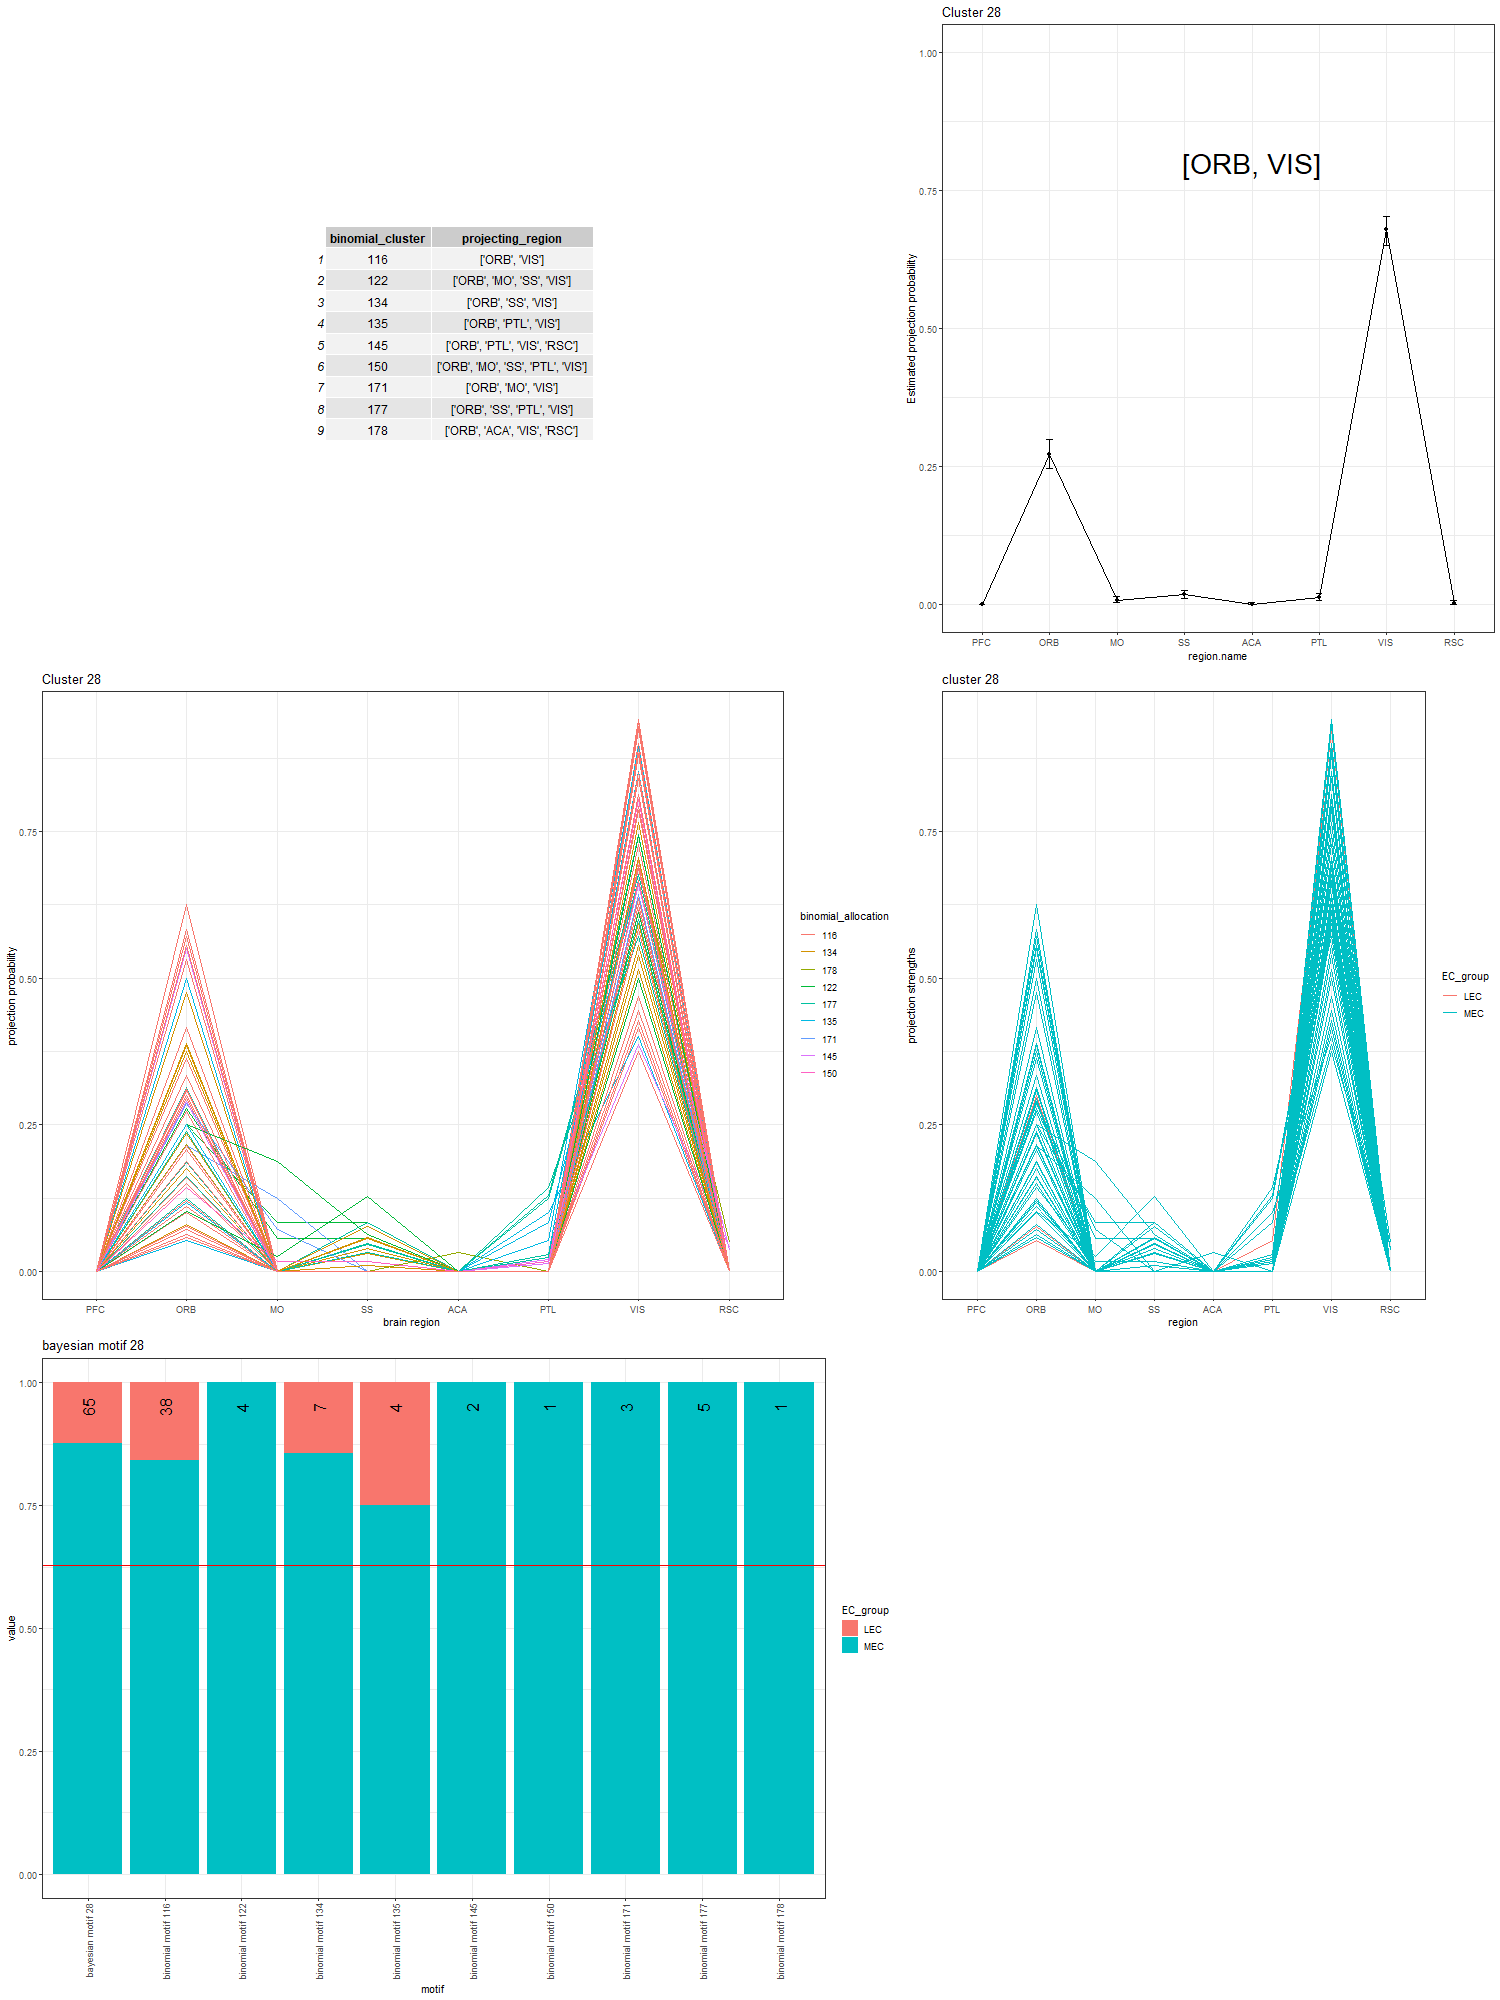 binomial_cluster projecting_region
1 116 ['ORB', 'VIS']
2 122 ['ORB', 'MO', 'SS', 'VIS']
3 134 ['ORB', 'SS', 'VIS']
4 135 ['ORB', 'PTL', 'VIS']
5 145 ['ORB', 'PTL', 'VIS', 'RSC']
6 150 ['ORB', 'MO', 'SS', 'PTL', 'VIS']
7 171 ['ORB', 'MO', 'VIS']
8 177 ['ORB', 'SS', 'PTL', 'VIS']
9 178 ['ORB', 'ACA', 'VIS', 'RSC']
Cluster 28
[ORB, VIS]
Estimated projection probability
1.00
0.75
0.50
0.25
0.00
PFC ORB MO SS ACA PTL VIS RSC
region.name
Cluster 28
projection probability
0.75
0.50
0.25
0.00
PFC ORB MO SS ACA PTL VIS RSC
brain region
binomial_allocation
116
134
178
122
177
135
171
145
150
cluster 28
projection strengths
0.75
0.50
0.25
0.00
PFC ORB MO SS ACA PTL VIS RSC
region
EC_group
LEC
MEC
bayesian motif 28
value
1.00
0.75
0.50
0.25
0.00
65 38 4 7 4 2 1 3 5 1
bayesian motif 28
binomial motif 116
binomial motif 122
binomial motif 134
binomial motif 135
binomial motif 145
binomial motif 150
binomial motif 171
binomial motif 177
binomial motif 178
motif
EC_group
LEC
MEC